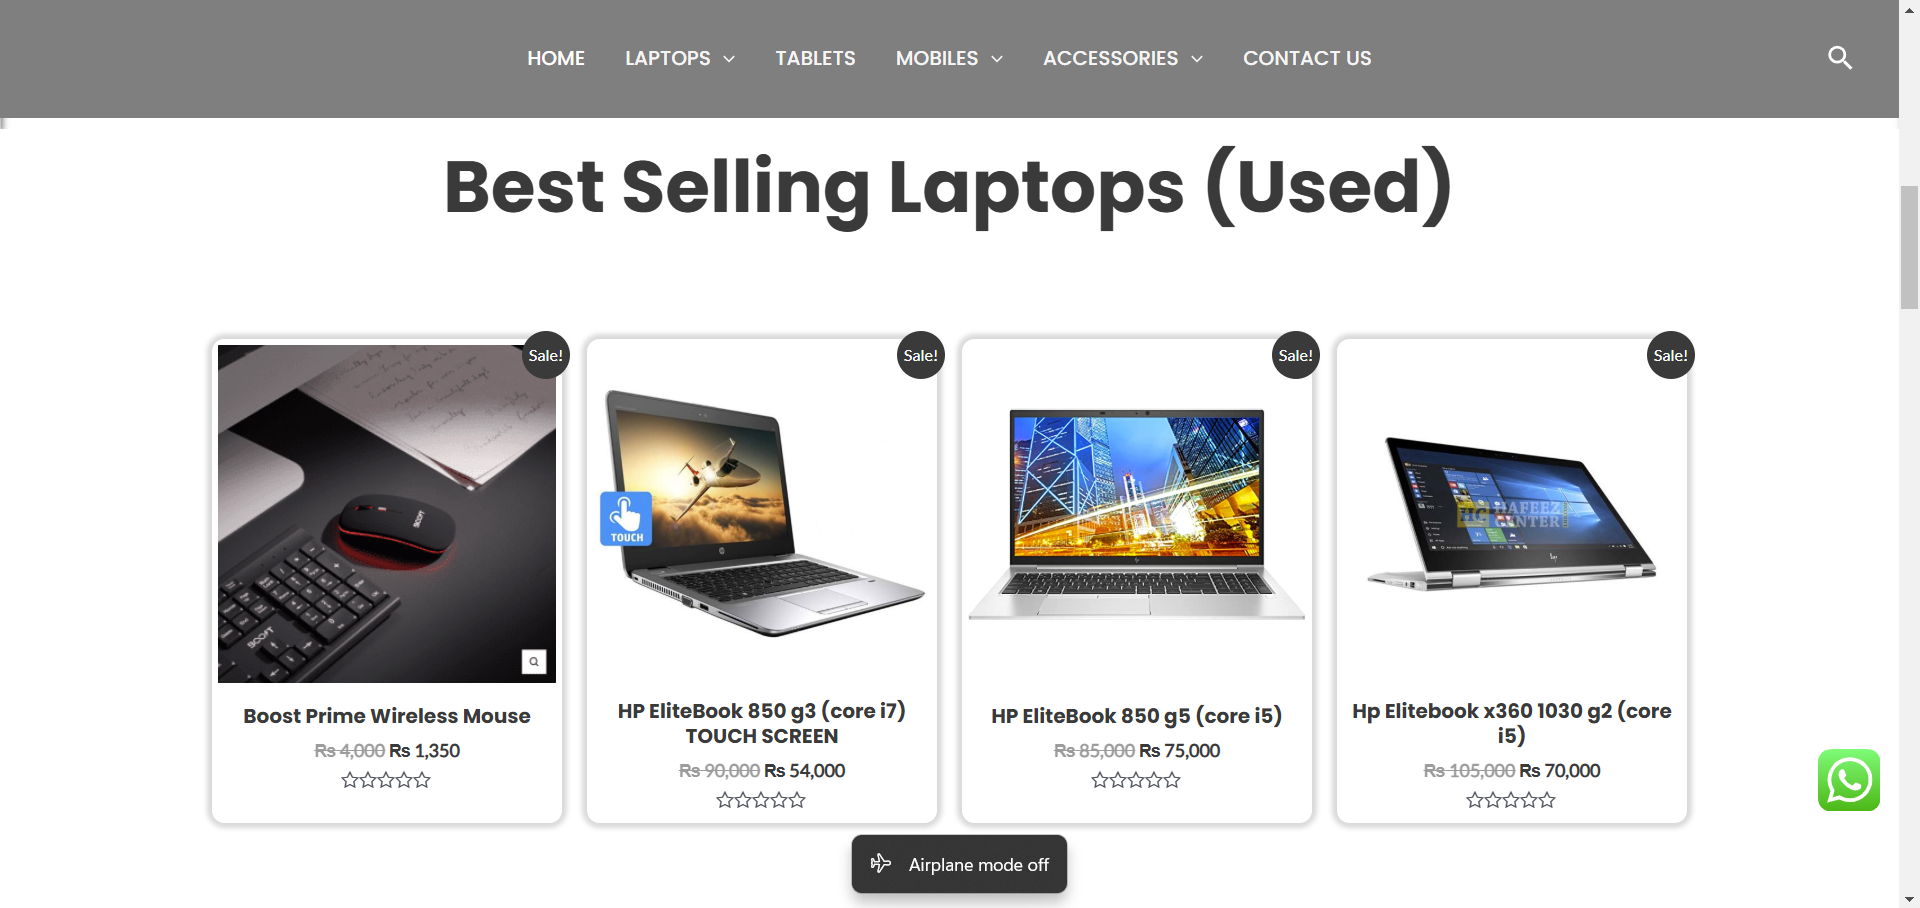 HOME LAPTOPS TABLETS MOBILES ACCESSORIES CONTACT US
Best Selling Laptops (Used)
Sale!
BOOST
BOOST
Boost Prime Wireless Mouse
Rs 4,000 Rs 1,350
Sale!
TOUCH
HP EliteBook 850 g3 (core i7)
TOUCH SCREEN
Rs 90,000 Rs 54,000
Sale!
HP EliteBook 850 g5 (core i5)
Rs 85,000 Rs 75,000
Sale!
HG HAFEEZ
CENTER
Hp Elitebook x360 1030 g2 (core
i5)
Rs 105,000 Rs 70,000
Airplane mode off